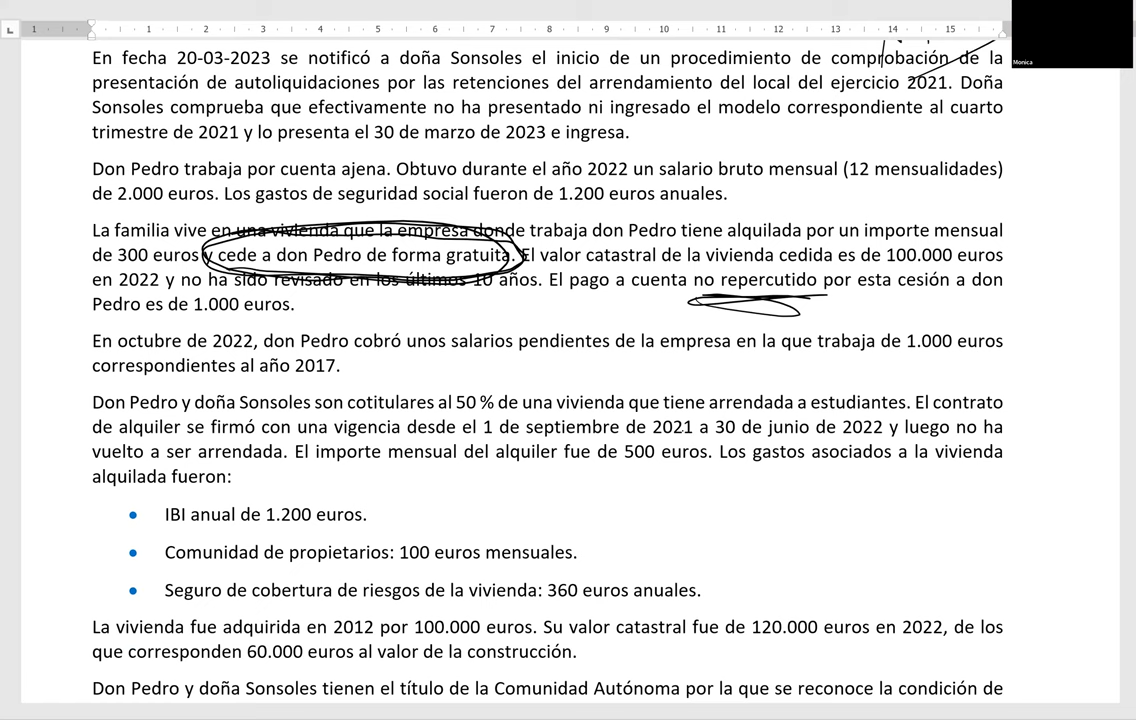 1 1 2 3 4 5 6 7 8 9 10 11 12 13 14 15
Monica
En fecha 20-03-2023 se notificó a doña Sonsoles el inicio de un procedimiento de comprobación de la
presentación de autoliquidaciones por las retenciones del arrendamiento del local del ejercicio 2021. Doña
Sonsoles comprueba que efectivamente no ha presentado ni ingresado el modelo correspondiente al cuarto
trimestre de 2021 y lo presenta el 30 de marzo de 2023 e ingresa.
Don Pedro trabaja por cuenta ajena. Obtuvo durante el año 2022 un salario bruto mensual (12 mensualidades)
de 2.000 euros. Los gastos de seguridad social fueron de 1.200 euros anuales.
La familia vive en una vivienda que la empresa donde trabaja don Pedro tiene alquilada por un importe mensual
de 300 euros y cede a don Pedro de forma gratuita. El valor catastral de la vivienda cedida es de 100.000 euros
en 2022 y no ha sido revisado en los últimos 10 años. El pago a cuenta no repercutido por esta cesión a don
Pedro es de 1.000 euros.
En octubre de 2022, don Pedro cobró unos salarios pendientes de la empresa en la que trabaja de 1.000 euros
correspondientes al año 2017.
Don Pedro y doña Sonsoles son cotitulares al 50 % de una vivienda que tiene arrendada a estudiantes. El contrato
de alquiler se firmó con una vigencia desde el 1 de septiembre de 2021 a 30 de junio de 2022 y luego no ha
vuelto a ser arrendada. El importe mensual del alquiler fue de 500 euros. Los gastos asociados a la vivienda
alquilada fueron:
• IBI anual de 1.200 euros.
• Comunidad de propietarios: 100 euros mensuales.
• Seguro de cobertura de riesgos de la vivienda: 360 euros anuales.
La vivienda fue adquirida en 2012 por 100.000 euros. Su valor catastral fue de 120.000 euros en 2022, de los
que corresponden 60.000 euros al valor de la construcción.
Don Pedro y doña Sonsoles tienen el título de la Comunidad Autónoma por la que se reconoce la condición de